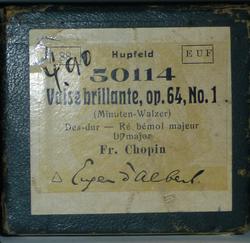 88 Hupfeld EUF
4.90
50114
Valse brillante, op. 64, No. 1
(Minuten-Walzer)
Des-dur — Ré bémol majeur
D♭ major
Fr. Chopin
△ Eugen d'Albert.